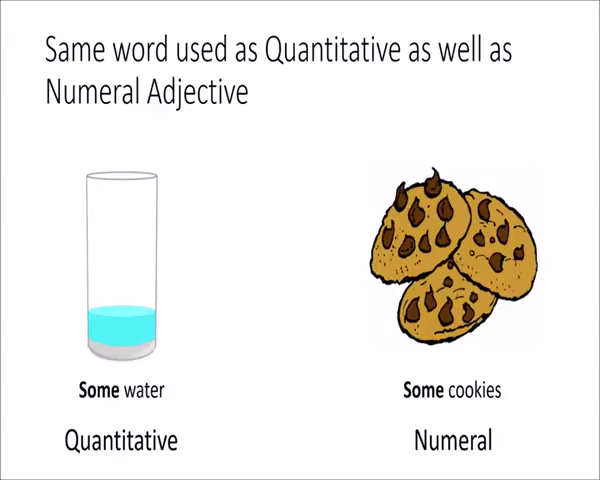 Same word used as Quantitative as well as
Numeral Adjective
Some water
Some cookies
Quantitative
Numeral